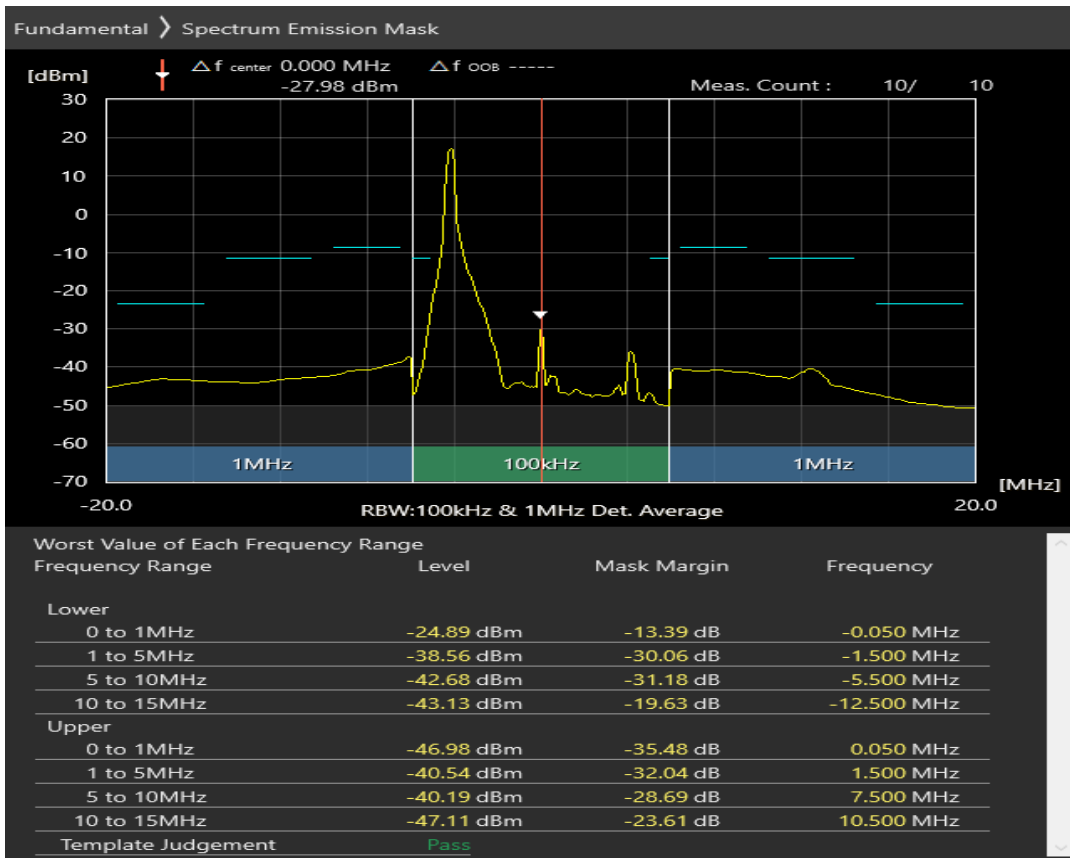 Fundamental ❯ Spectrum Emission Mask
[dBm] △f center 0.000 MHz △f OOB -----
-27.98 dBm Meas. Count : 10/ 10
30
20
10
0
-10
-20
-30
-40
-50
-60
1MHz 100kHz 1MHz
-70 [MHz]
-20.0 RBW:100kHz & 1MHz Det. Average 20.0
Worst Value of Each Frequency Range
Frequency Range Level Mask Margin Frequency
Lower
0 to 1MHz -24.89 dBm -13.39 dB -0.050 MHz
1 to 5MHz -38.56 dBm -30.06 dB -1.500 MHz
5 to 10MHz -42.68 dBm -31.18 dB -5.500 MHz
10 to 15MHz -43.13 dBm -19.63 dB -12.500 MHz
Upper
0 to 1MHz -46.98 dBm -35.48 dB 0.050 MHz
1 to 5MHz -40.54 dBm -32.04 dB 1.500 MHz
5 to 10MHz -40.19 dBm -28.69 dB 7.500 MHz
10 to 15MHz -47.11 dBm -23.61 dB 10.500 MHz
Template Judgement Pass